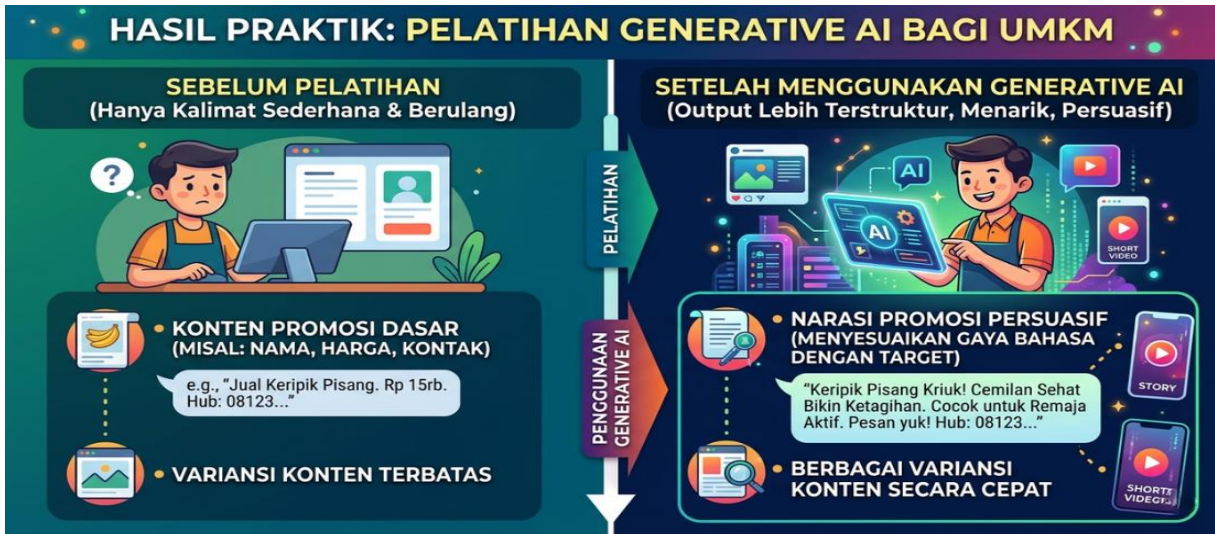 HASIL PRAKTIK: PELATIHAN GENERATIVE AI BAGI UMKM
SEBELUM PELATIHAN
(Hanya Kalimat Sederhana & Berulang)
?
KONTEN PROMOSI DASAR
(MISAL: NAMA, HARGA, KONTAK)
e.g., "Jual Keripik Pisang. Rp 15rb.
Hub: 08123..."
VARIANSI KONTEN TERBATAS
PELATIHAN
PENGGUNAAN
GENERATIVE AI
SETELAH MENGGUNAKAN GENERATIVE AI
(Output Lebih Terstruktur, Menarik, Persuasif)
AI
AI
SHORT
VIDEO
NARASI PROMOSI PERSUASIF
(MENYESUAIKAN GAYA BAHASA
DENGAN TARGET)
"Keripik Pisang Kriuk! Cemilan Sehat
Bikin Ketagihan. Cocok untuk Remaja
Aktif. Pesan yuk! Hub: 08123..."
STORY
BERBAGAI VARIANSI
KONTEN SECARA CEPAT